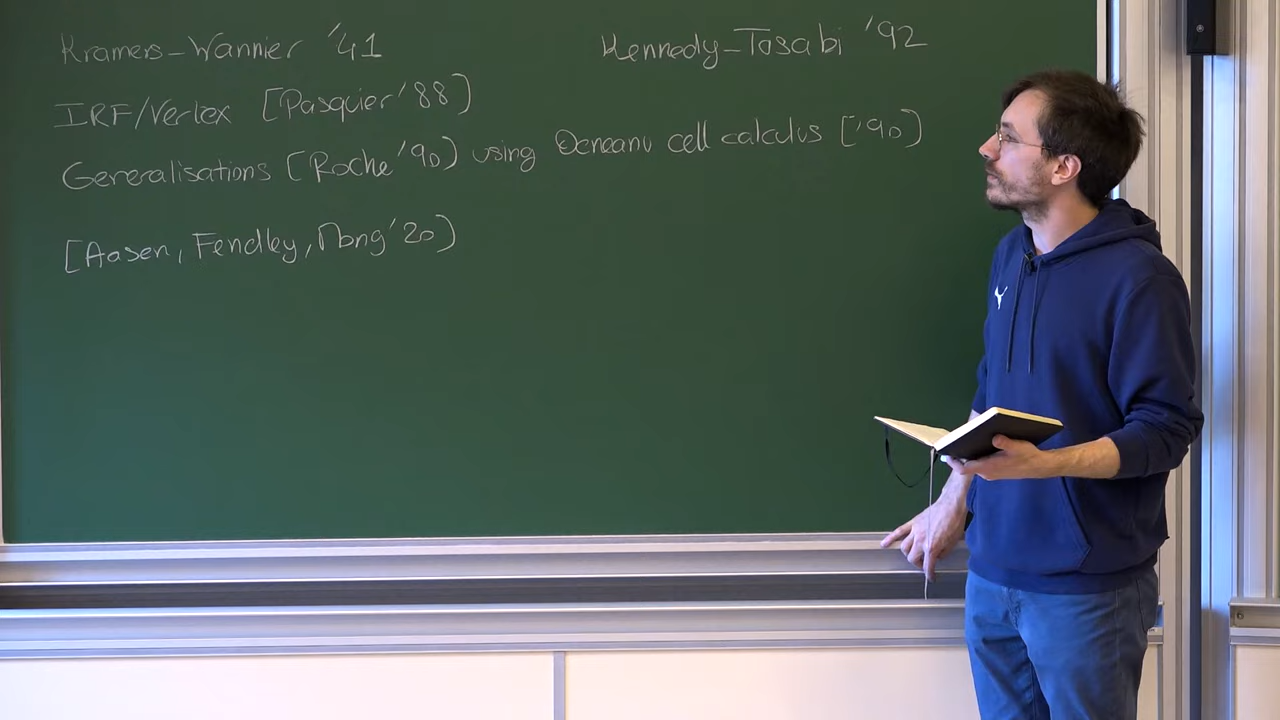 Kramers-Wannier '41
Kennedy-Tasabi '92
IRF/Vertex [Pasquier '88]
Generalisations [Roche '90] using Ocneanu cell calculus ['90]
[Aasen, Fendley, Mong '20]